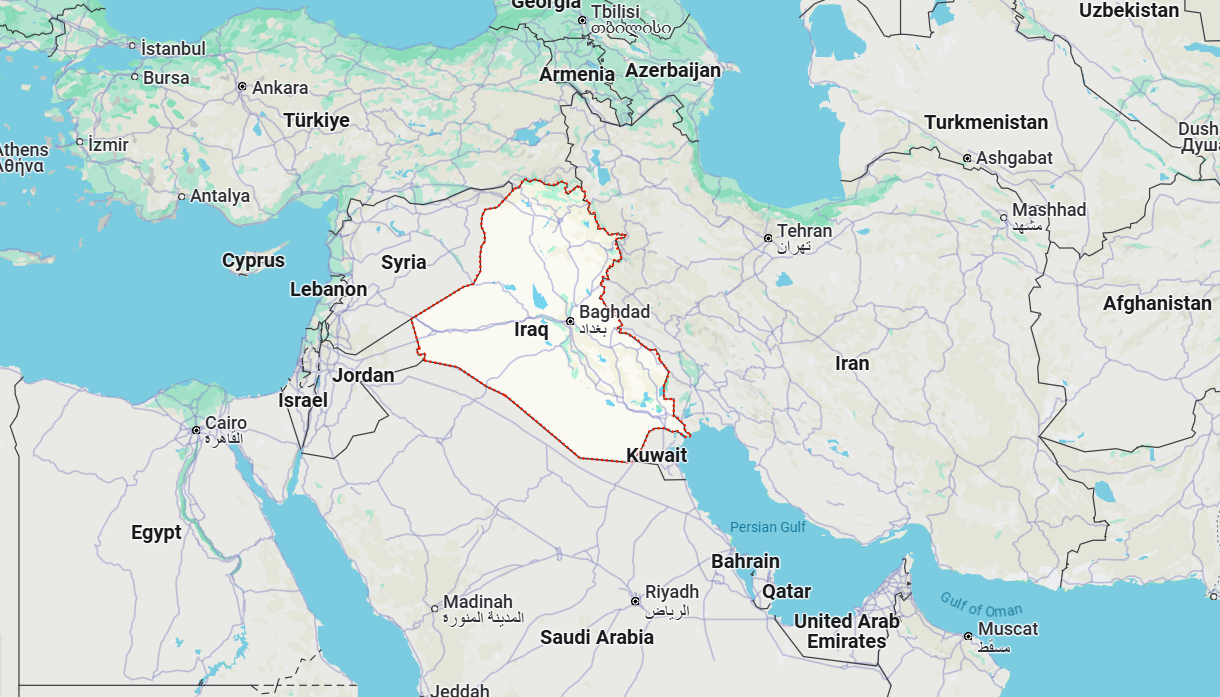 Georgia
Tbilisi
თბილისი
Uzbekistan
İstanbul
Armenia
Azerbaijan
Bursa
Ankara
Türkiye
Turkmenistan
Athens
Αθήνα
İzmir
Ashgabat
Antalya
Mashhad
مشهد
Tehran
تهران
Cyprus
Syria
Lebanon
Afghanistan
Baghdad
بغداد
Iraq
Iran
Jordan
Israel
Cairo
القاهرة
Kuwait
Egypt
Persian Gulf
Bahrain
Qatar
Riyadh
الرياض
Madinah
المدينة المنورة
Gulf of Oman
United Arab
Emirates
Muscat
مسقط
Saudi Arabia
Jeddah